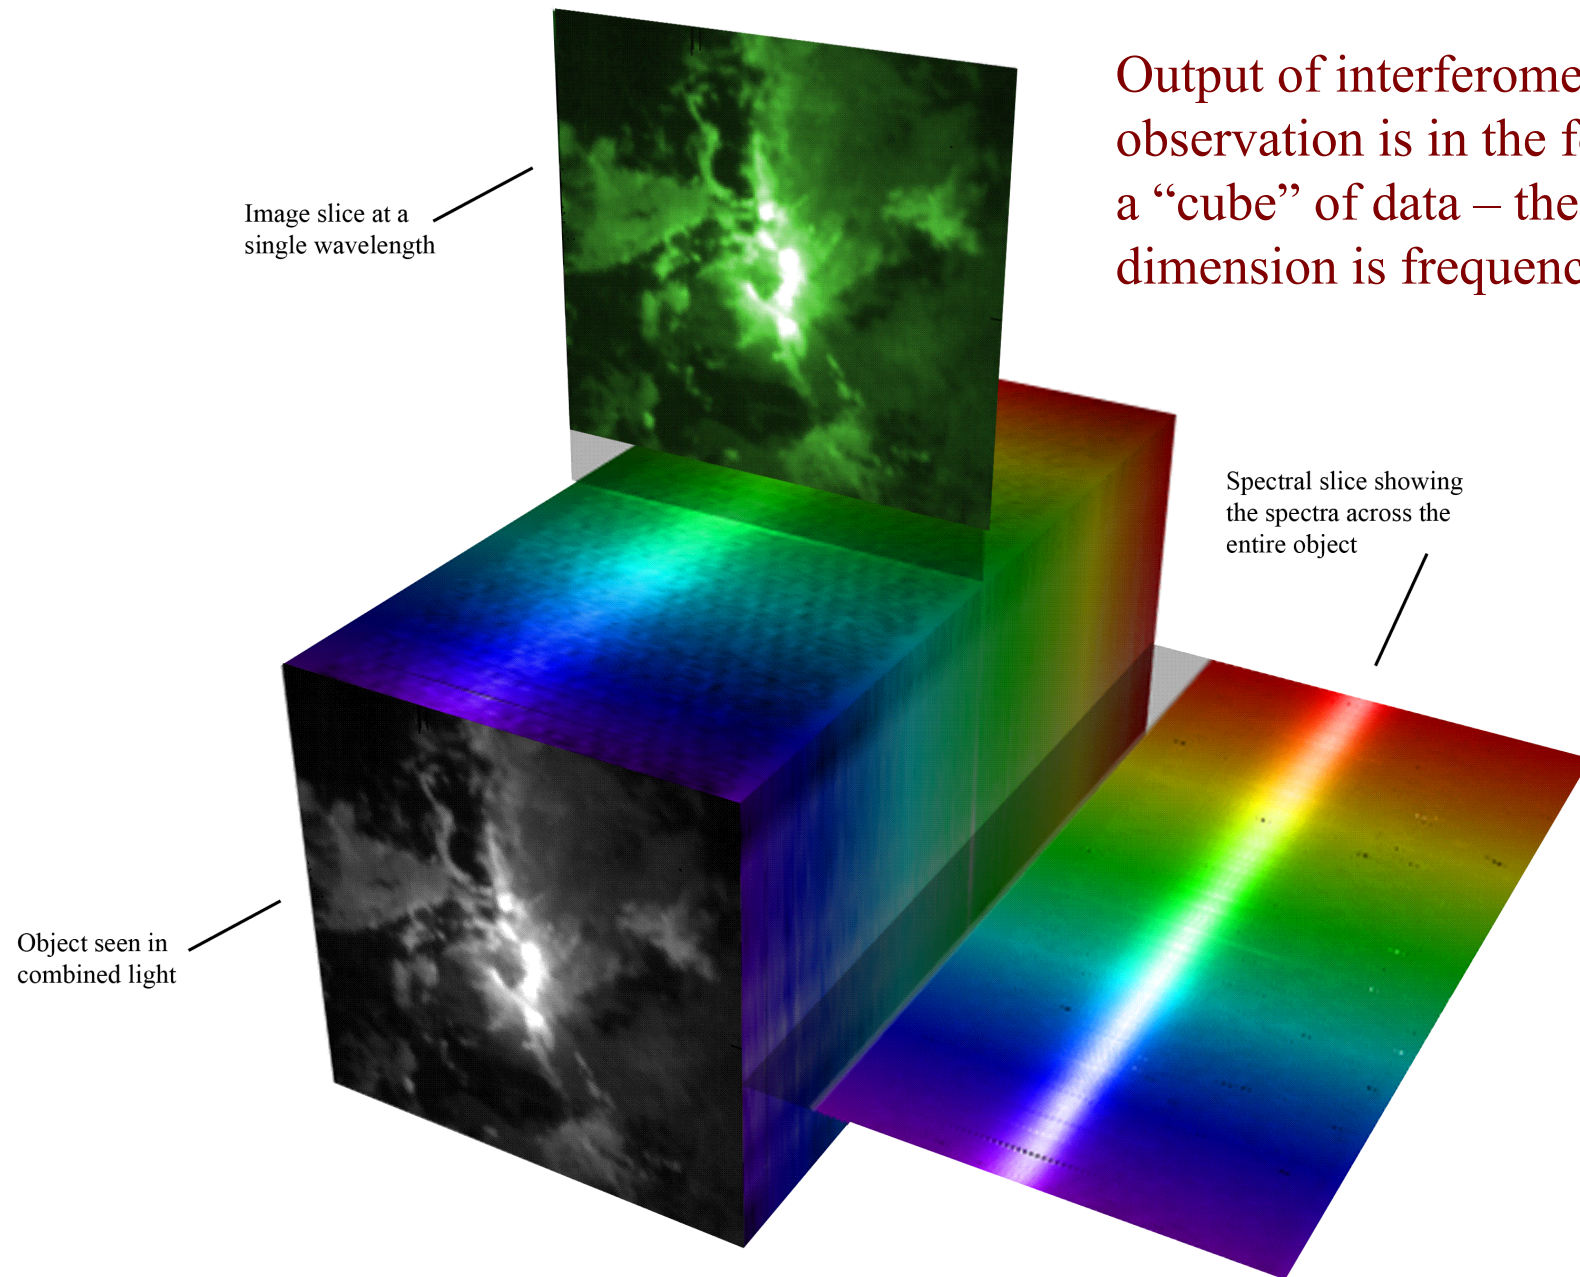 Output of interferome
observation is in the f
a “cube” of data – the
dimension is frequenc
Image slice at a
single wavelength
Spectral slice showing
the spectra across the
entire object
Object seen in
combined light